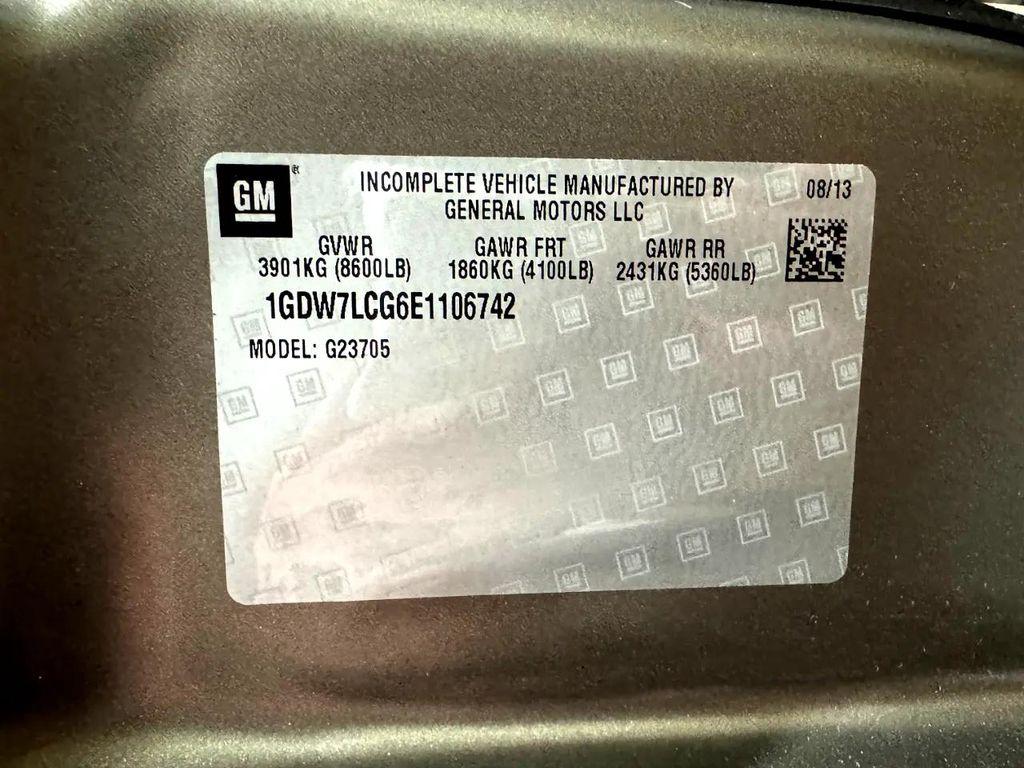 GM
INCOMPLETE VEHICLE MANUFACTURED BY 08/13
GENERAL MOTORS LLC
GVWR GAWR FRT GAWR RR
3901KG (8600LB) 1860KG (4100LB) 2431KG (5360LB)
1GDW7LCG6E1106742
MODEL: G23705